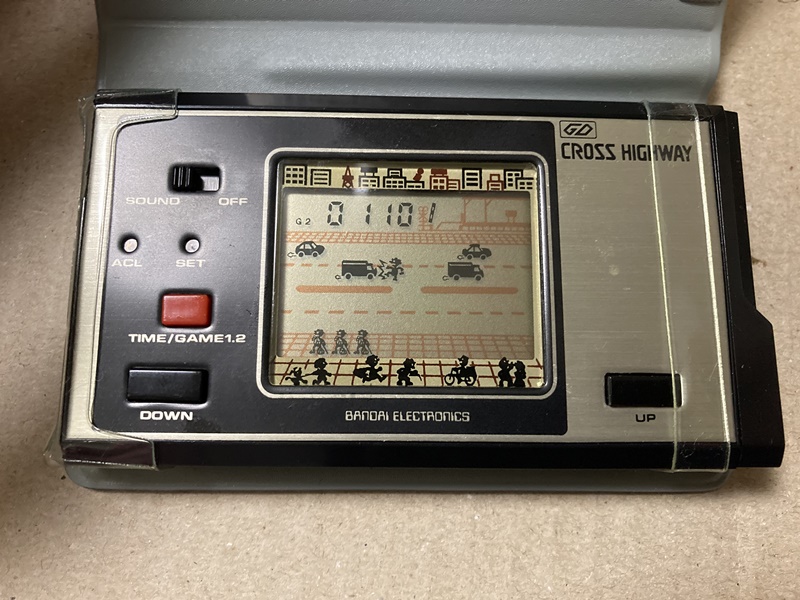 GD
CROSS HIGHWAY
SOUND OFF
G.2 0110
ACL SET
TIME/GAME1.2
DOWN
UP
BANDAI ELECTRONICS